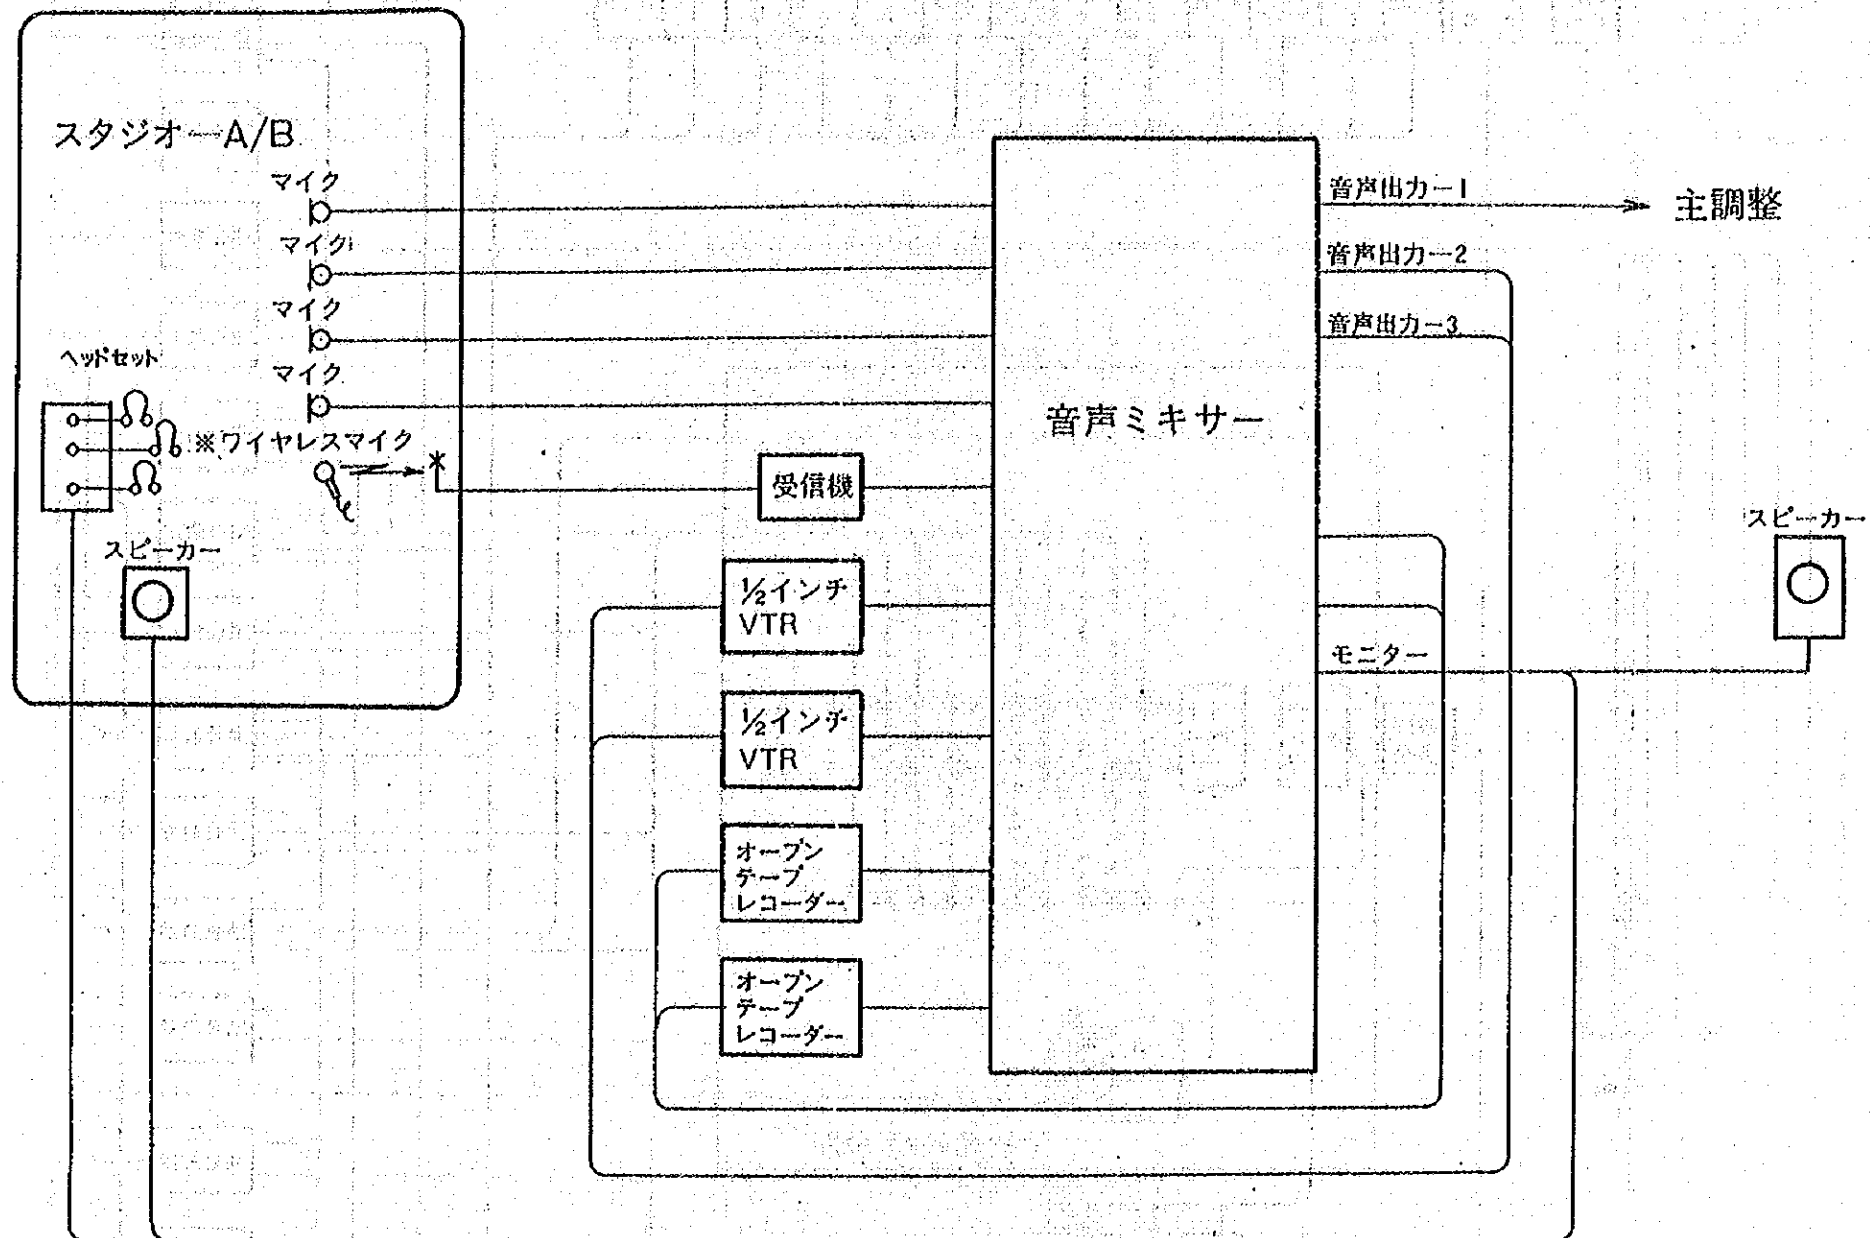 スタジオーA/B
マイク
マイク
マイク
マイク
ヘッドセット
※ワイヤレスマイク
スピーカー
受信機
1/2インチ
VTR
1/2インチ
VTR
オープン
テープ
レコーダー
オープン
テープ
レコーダー
音声ミキサー
音声出力ー1
音声出力ー2
音声出力ー3
モニター
主調整
スピーカー